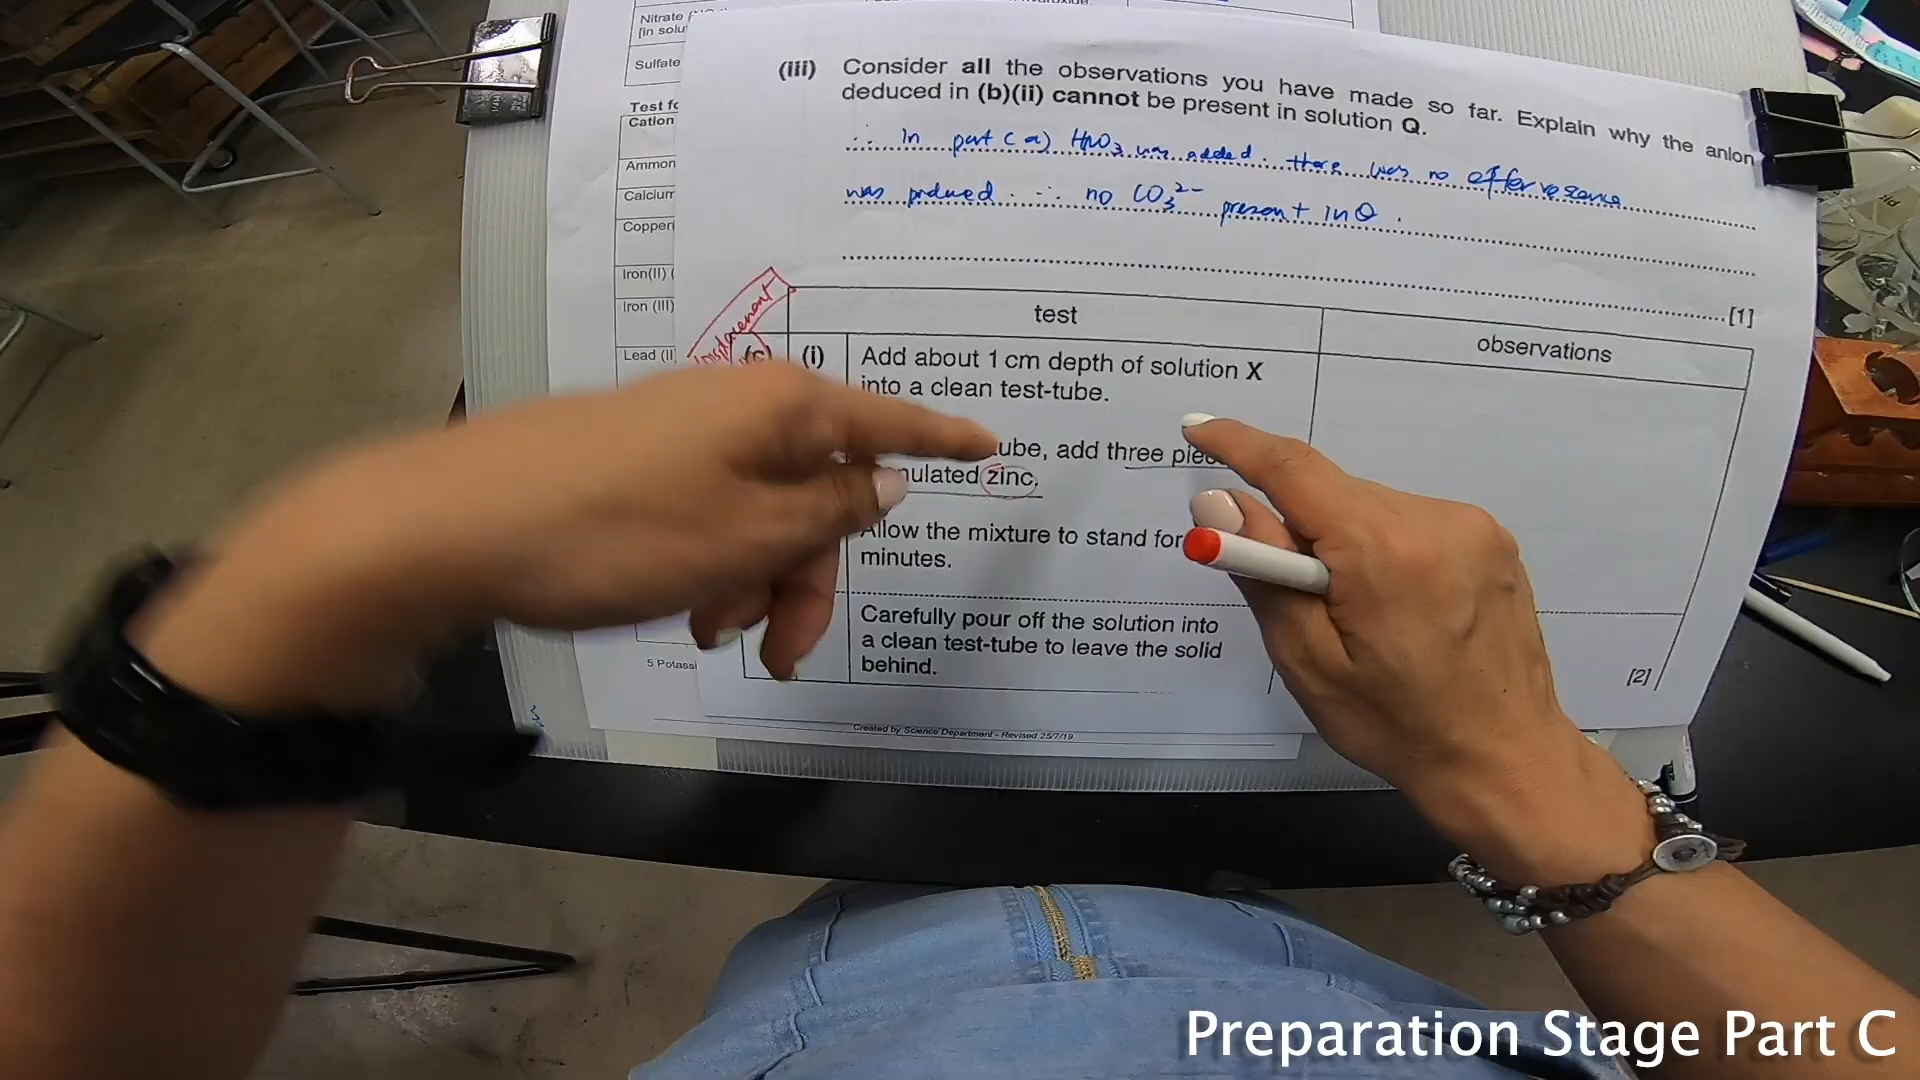 Nitrate
[in solu
Sulfate
Test fo
Cation
Ammon
Calcium
Copper(
Iron(II) (
Iron (III)
Lead (II)
5 Potassi
(iii) Consider all the observations you have made so far. Explain why the anion
deduced in (b)(ii) cannot be present in solution Q.
∴ In part (a) HNO3 was added. there was no effervescence
was produced. ∴ no CO3 2- present in Q.
[1]
test
observations
(c) (i) Add about 1 cm depth of solution X
into a clean test-tube.
ube, add three piec
nulated zinc.
Allow the mixture to stand for
minutes.
Carefully pour off the solution into
a clean test-tube to leave the solid
behind.
[2]
Created by Science Department - Revised 25/7/19
Preparation Stage Part C